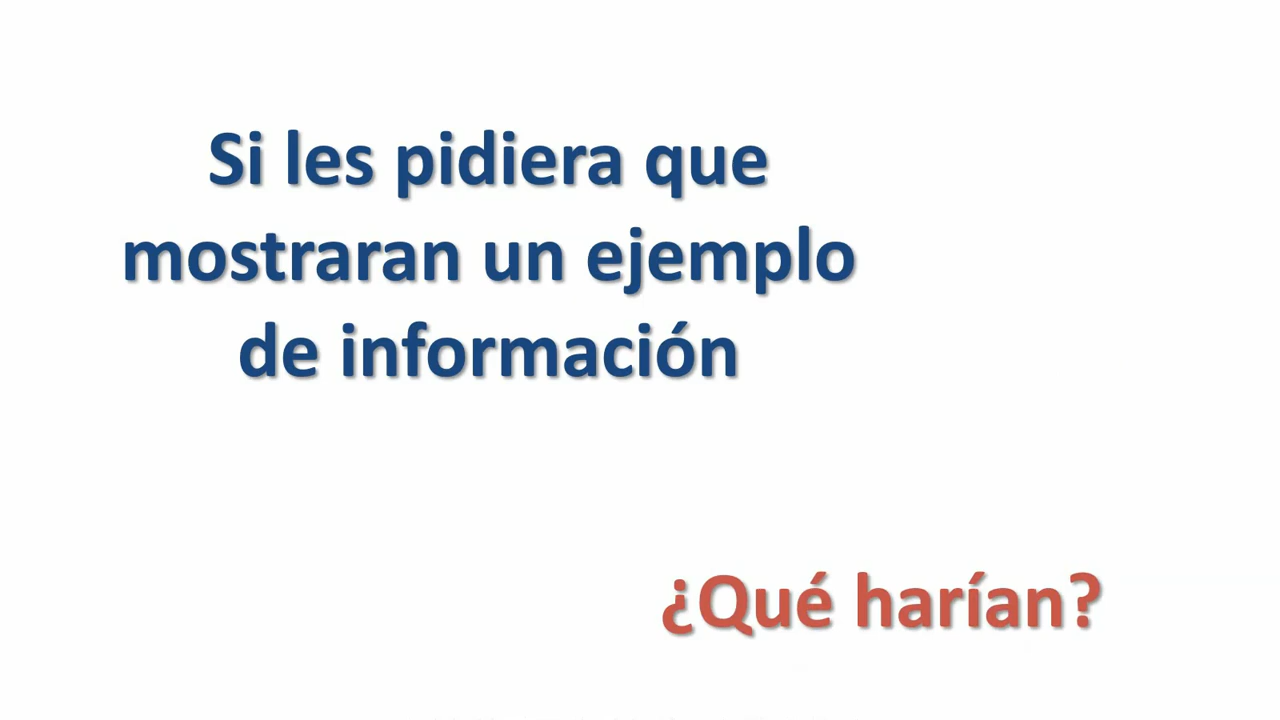 Si les pidiera que
mostraran un ejemplo
de información
¿Qué harían?